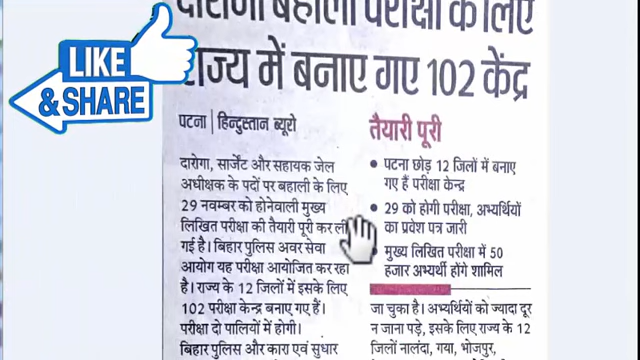 दारोगा बहाली परीक्षा के लिए
राज्य में बनाए गए 102 केंद्र
LIKE
& SHARE
पटना | हिन्दुस्तान ब्यूरो
दारोगा, सार्जेंट और सहायक जेल
अधीक्षक के पदों पर बहाली के लिए
29 नवम्बर को होनेवाली मुख्य
लिखित परीक्षा की तैयारी पूरी कर ली
गई है। बिहार पुलिस अवर सेवा
आयोग यह परीक्षा आयोजित कर रहा
है। राज्य के 12 जिलों में इसके लिए
102 परीक्षा केन्द्र बनाए गए हैं।
परीक्षा दो पालियों में होगी।
बिहार पुलिस और कारा एवं सुधार
तैयारी पूरी
• पटना छोड़ 12 जिलों में बनाए
गए हैं परीक्षा केन्द्र
• 29 को होगी परीक्षा, अभ्यर्थियों
का प्रवेश पत्र जारी
मुख्य लिखित परीक्षा में 50
हजार अभ्यर्थी होंगे शामिल
जा चुका है। अभ्यर्थियों को ज्यादा दूर
न जाना पड़े, इसके लिए राज्य के 12
जिलों नालंदा, गया, भोजपुर,